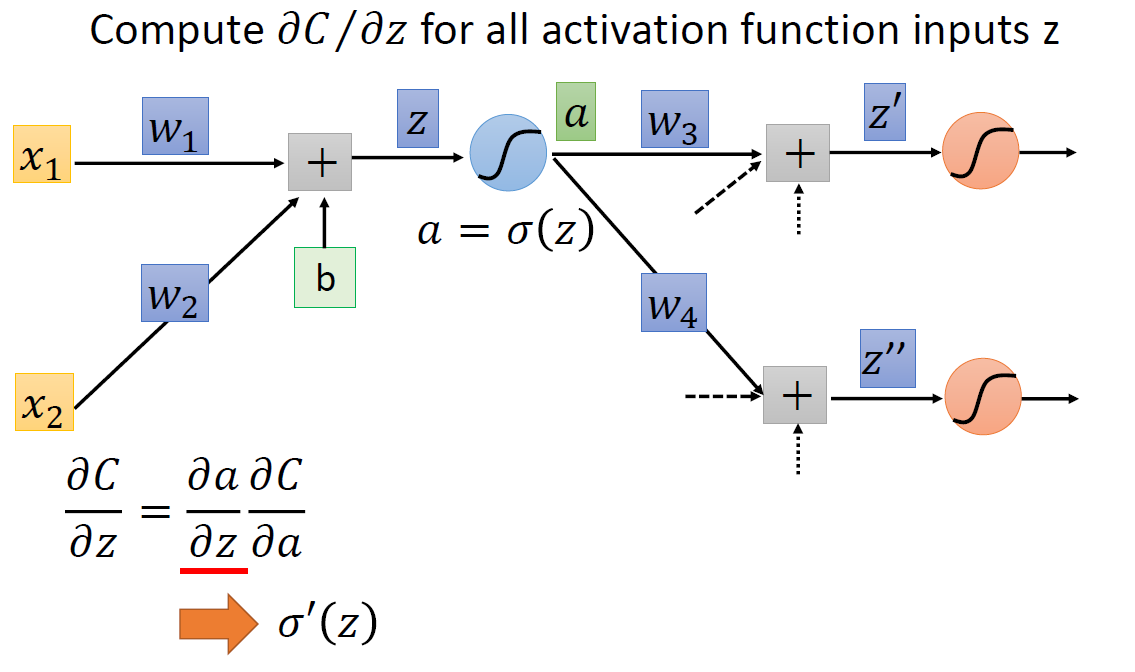 Compute ∂C/∂z for all activation function inputs z
w₁
z
a
w₃
z′
x₁
+
+
a = σ(z)
b
w₂
w₄
z′′
x₂
+
∂C/∂z = ∂a/∂z ∂C/∂a
σ′(z)